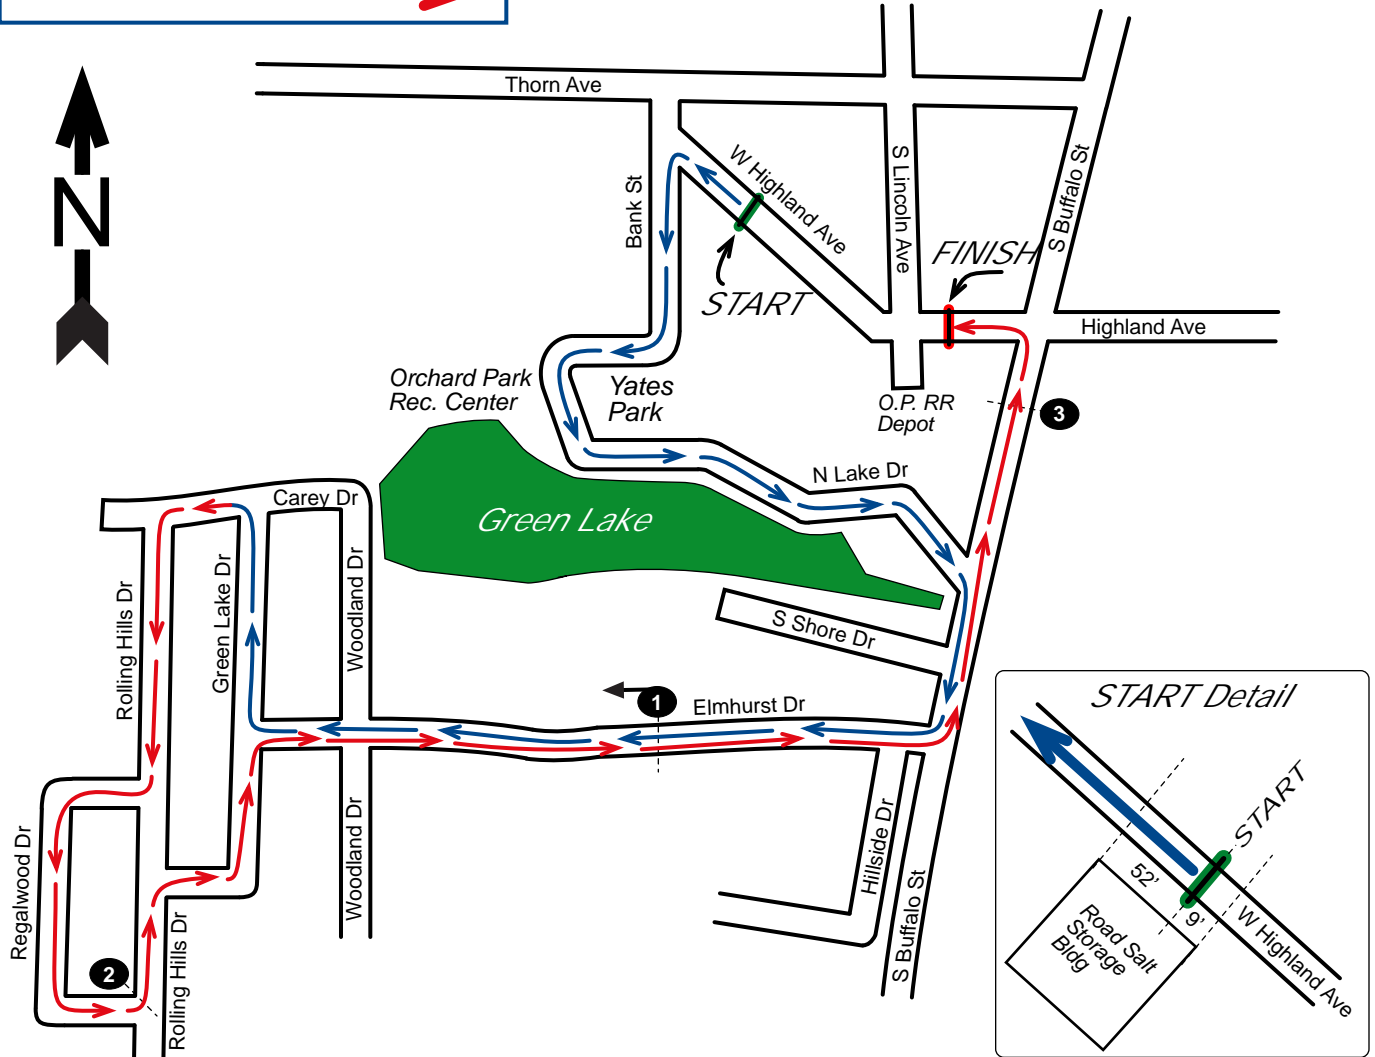 Thorn Ave
N
Bank St
W Highland Ave
S Lincoln Ave
S Buffalo St
FINISH
START
Highland Ave
Orchard Park
Rec. Center
Yates
Park
O.P. RR
Depot
3
N Lake Dr
Carey Dr
Green Lake
Rolling Hills Dr
Green Lake Dr
Woodland Dr
S Shore Dr
1
Elmhurst Dr
START Detail
START
52'
9'
W Highland Ave
Road Salt
Storage
Bldg
Regalwood Dr
Woodland Dr
Hillside Dr
S Buffalo St
2
Rolling Hills Dr